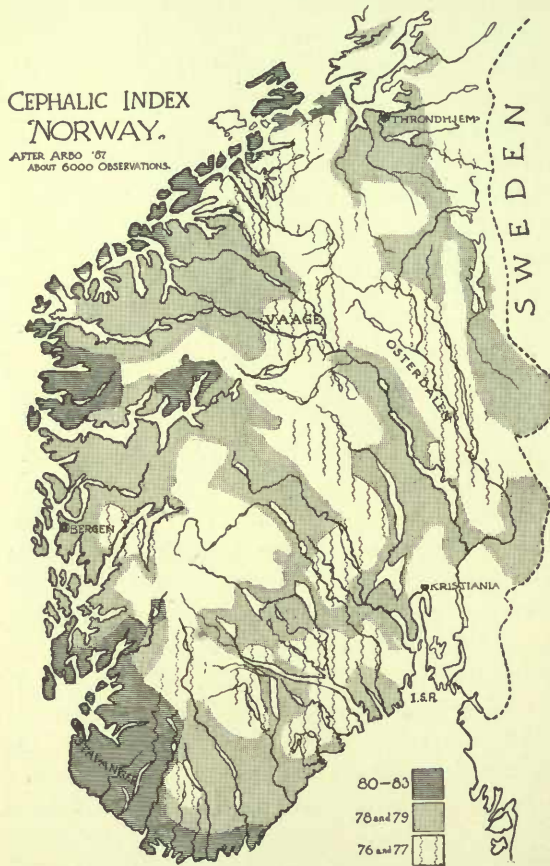 CEPHALIC INDEX
NORWAY.
AFTER ARBO '87
ABOUT 6000 OBSERVATIONS.
THRONDHJEM
SWEDEN
VAAGE
OSTERDALEN
BERGEN
KRISTIANIA
I.S.R.
STAVANGER
80-83
78 and 79
76 and 77